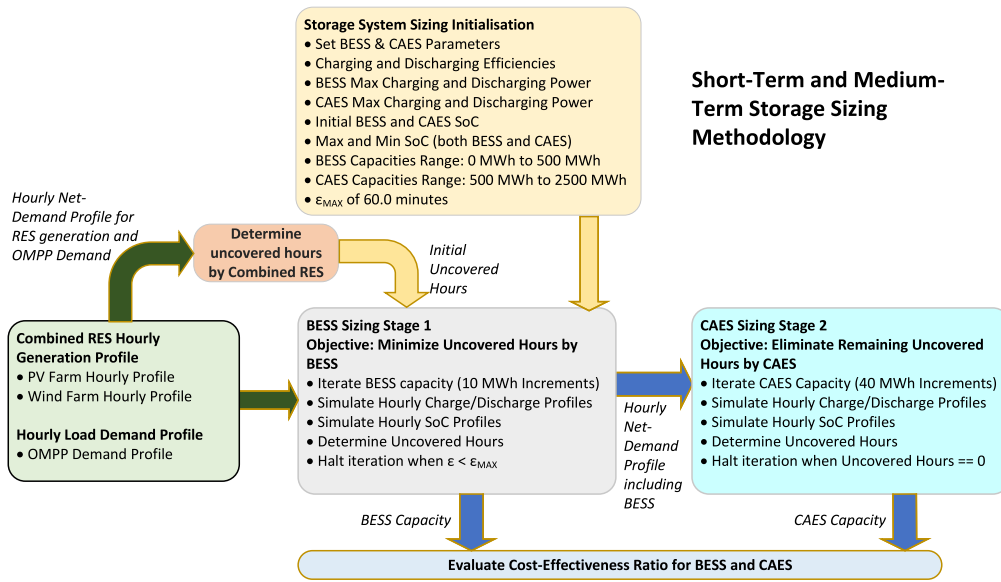 Storage System Sizing Initialisation
• Set BESS & CAES Parameters
• Charging and Discharging Efficiencies
• BESS Max Charging and Discharging Power
• CAES Max Charging and Discharging Power
• Initial BESS and CAES SoC
• Max and Min SoC (both BESS and CAES)
• BESS Capacities Range: 0 MWh to 500 MWh
• CAES Capacities Range: 500 MWh to 2500 MWh
• εMAX of 60.0 minutes
Short-Term and Medium-
Term Storage Sizing
Methodology
Hourly Net-
Demand Profile for
RES generation and
OMPP Demand
Determine
uncovered hours
by Combined RES
Initial
Uncovered
Hours
Combined RES Hourly
Generation Profile
• PV Farm Hourly Profile
• Wind Farm Hourly Profile
Hourly Load Demand Profile
• OMPP Demand Profile
BESS Sizing Stage 1
Objective: Minimize Uncovered Hours by
BESS
• Iterate BESS capacity (10 MWh Increments)
• Simulate Hourly Charge/Discharge Profiles
• Simulate Hourly SoC Profiles
• Determine Uncovered Hours
• Halt iteration when ε < εMAX
Hourly
Net-
Demand
Profile
including
BESS
CAES Sizing Stage 2
Objective: Eliminate Remaining Uncovered
Hours by CAES
• Iterate CAES Capacity (40 MWh Increments)
• Simulate Hourly Charge/Discharge Profiles
• Simulate Hourly SoC Profiles
• Determine Uncovered Hours
• Halt iteration when Uncovered Hours == 0
BESS Capacity
CAES Capacity
Evaluate Cost-Effectiveness Ratio for BESS and CAES